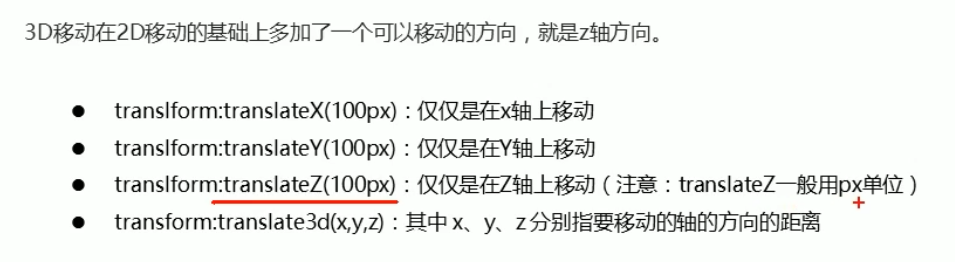 3D移动在2D移动的基础上多加了一个可以移动的方向，就是z轴方向。
● translform:translateX(100px)：仅仅是在x轴上移动
● translform:translateY(100px)：仅仅是在Y轴上移动
● translform:translateZ(100px)：仅仅是在Z轴上移动（注意：translateZ一般用px单位）
● transform:translate3d(x,y,z)：其中 x、y、z 分别指要移动的轴的方向的距离